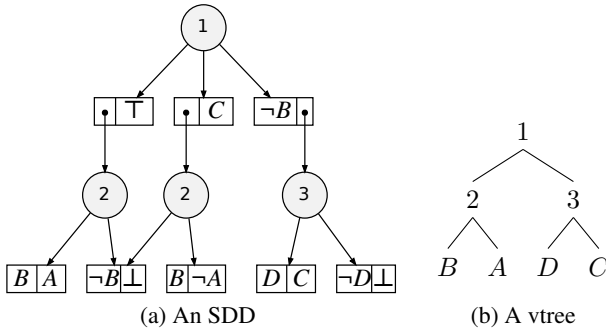 1
⊤ C ¬B
2 2 3
B A ¬B ⊥ B ¬A D C ¬D ⊥
(a) An SDD
1
2 3
B A D C
(b) A vtree